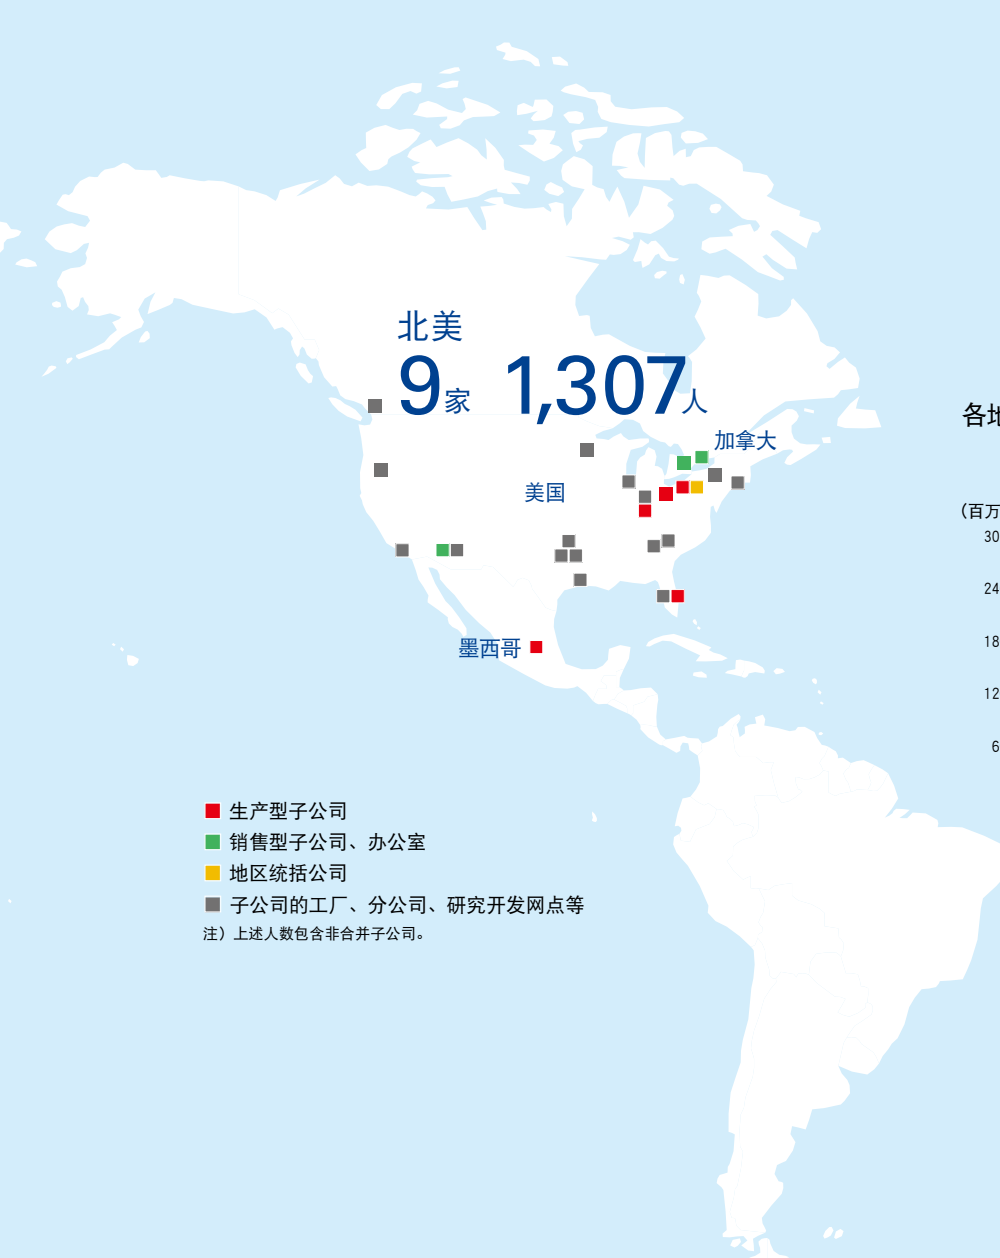 北美
9家 1,307人
加拿大
美国
墨西哥
各地
（百万
30
24
18
12
6
生产型子公司
销售型子公司、办公室
地区统括公司
子公司的工厂、分公司、研究开发网点等
注）上述人数包含非合并子公司。